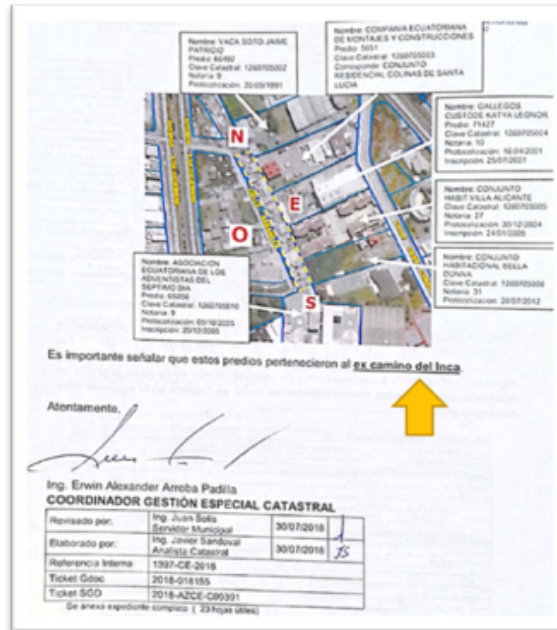 Nombre: VACA SOTO JAIME
PATRICIO
Predio:
Clave Catastral: 1260705002
Notaria: 9
Protocolización: 20/05/1991
Nombre: COMPAÑIA ECUATORIANA
DE MONTAJES Y CONSTRUCCIONES
Predio: 5651
Clave Catastral: 1260705003
Corresponde: CONJUNTO
RESIDENCIAL COLINAS DE SANTA
LUCIA
Nombre: GALLEGOS
CUSTODE KATYA LEONOR
Predio: 71427
Clave Catastral: 1260705004
Notaria: 10
Protocolización: 16/04/2001
Inscripción: 25/07/2001
Nombre: CONJUNTO
HABIT VILLA ALICANTE
Clave Catastral: 1260705005
Notaria: 27
Protocolización: 30/12/2004
Inscripción: 24/01/2005
Nombre: CONJUNTO
HABITACIONAL BELLA
DONNA
Clave Catastral: 1260705006
Notaria: 31
Protocolización: 26/07/2012
N
E
O
S
Nombre: ASOCIACION
ECUATORIANA DE LOS
ADVENTISTAS DEL
SEPTIMO DIA
Predio:
Clave Catastral: 1260705010
Notaria: 9
Protocolización:
Inscripción: 20/12/2005
Es importante señalar que estos predios pertenecieron al ex camino del Inca.
Atentamente,
Ing. Erwin Alexander Arroba Padilla
COORDINADOR GESTIÓN ESPECIAL CATASTRAL
Revisado por: Ing. Juan Solis Servidor Municipal 30/07/2018
Elaborado por: Ing. Javier Sandoval Analista Catastral 30/07/2018
Referencia Interna: 1397-CE-2018
Ticket Gdoc 2018-018155
Ticket SGD 2018-AZCE-C09391
Se anexa expediente completo ( 23 hojas útiles)